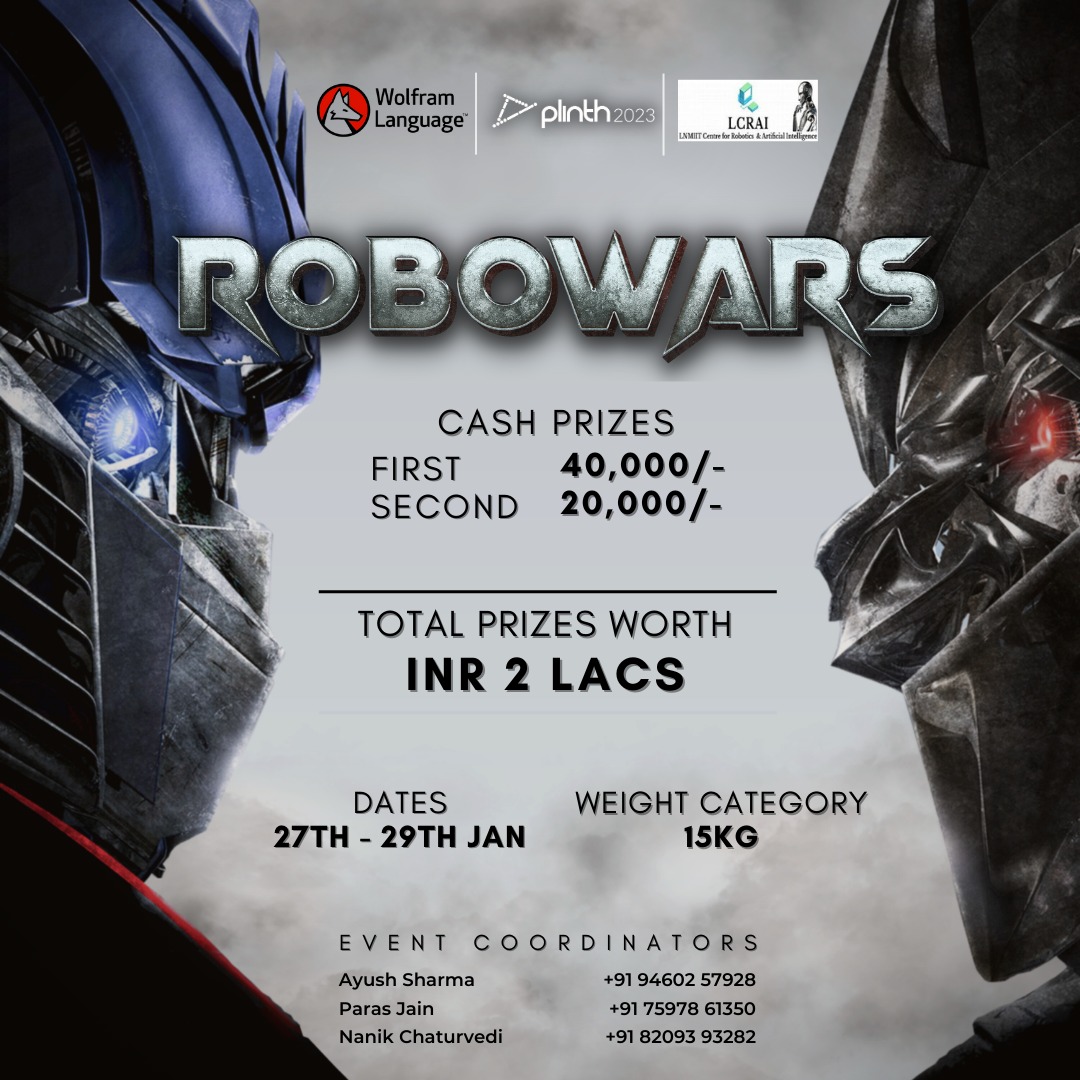 Wolfram
Language™
plinth 2023
LCRAI
LNMIIT Centre for Robotics & Artificial Intelligence
ROBOWARS
CASH PRIZES
FIRST 40,000/-
SECOND 20,000/-
TOTAL PRIZES WORTH
INR 2 LACS
DATES
27TH - 29TH JAN
WEIGHT CATEGORY
15KG
EVENT COORDINATORS
Ayush Sharma +91 94602 57928
Paras Jain +91 75978 61350
Nanik Chaturvedi +91 82093 93282